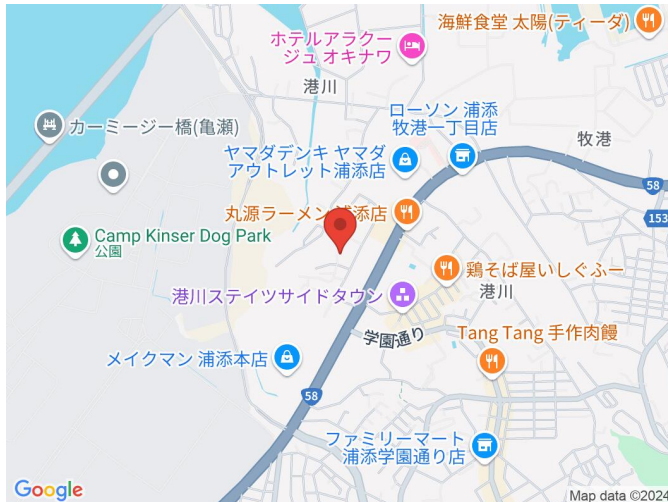 海鮮食堂 太陽(ティーダ)
ホテルアラクー
ジュ オキナワ
港川
ローソン 浦添
牧港一丁目店
カーミージー橋(亀瀬)
牧港
ヤマダデンキ ヤマダ
アウトレット浦添店
58
153
丸源ラーメン 浦添店
Camp Kinser Dog Park
公園
鶏そば屋いしぐふー
港川ステイツサイドタウン
港川
学園通り
Tang Tang 手作肉饅
メイクマン 浦添本店
58
ファミリーマート
浦添学園通り店
Google
Map data ©2024